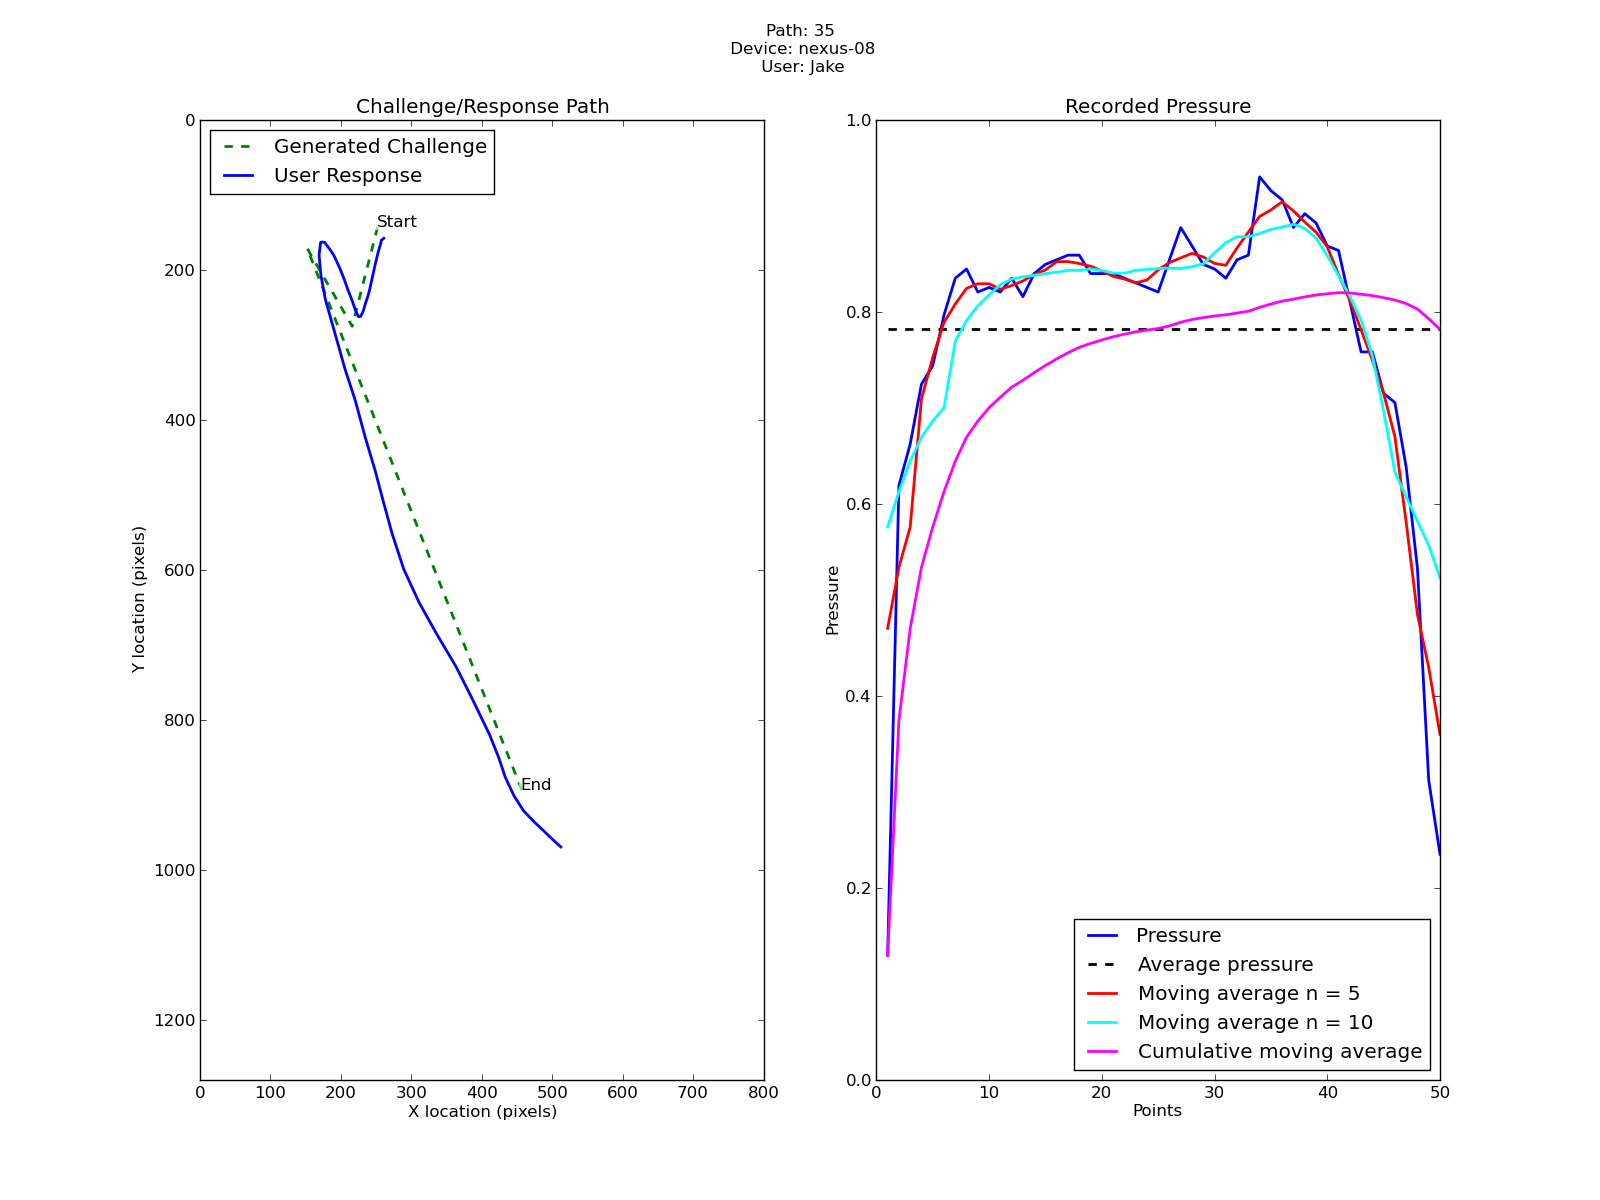 Path: 35
Device: nexus-08
User: Jake
Challenge/Response Path
Generated Challenge
User Response
Start
End
0
200
400
600
800
1000
1200
Y location (pixels)
0 100 200 300 400 500 600 700 800
X location (pixels)
Recorded Pressure
1.0
0.8
0.6
0.4
0.2
0.0
Pressure
Pressure
Average pressure
Moving average n = 5
Moving average n = 10
Cumulative moving average
0 10 20 30 40 50
Points